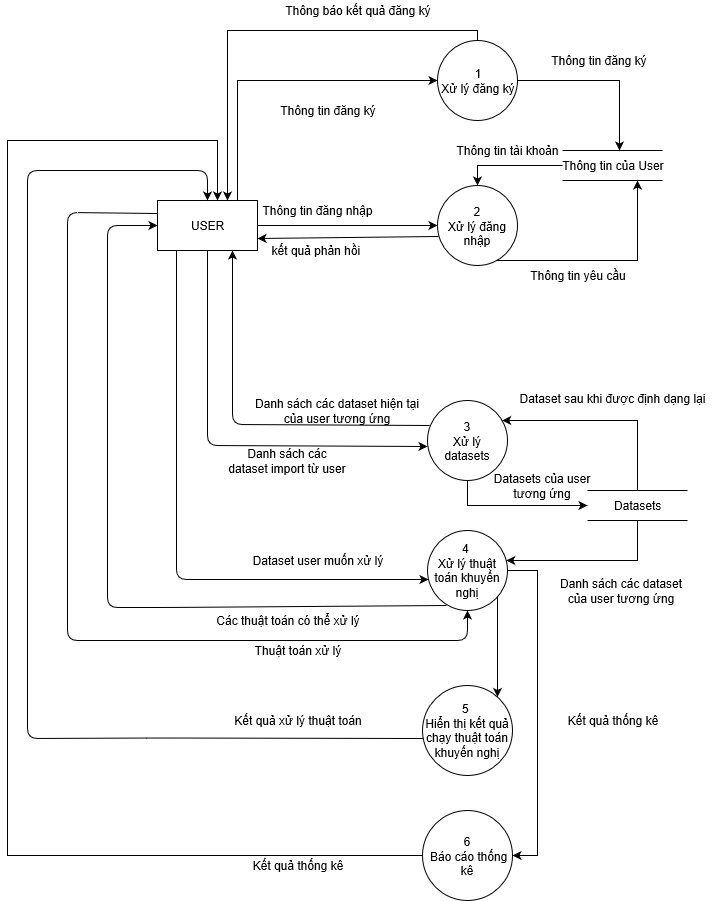 Thông báo kết quả đăng ký
1
Xử lý đăng ký
Thông tin đăng ký
Thông tin đăng ký
Thông tin tài khoản
Thông tin của User
2
Xử lý đăng
nhập
Thông tin đăng nhập
USER
kết quả phản hồi
Thông tin yêu cầu
Danh sách các dataset hiện tại
của user tương ứng
Dataset sau khi được định dạng lại
3
Xử lý
datasets
Danh sách các
dataset import từ user
Datasets của user
tương ứng
Datasets
4
Xử lý thuật
toán khuyến
nghị
Dataset user muốn xử lý
Danh sách các dataset
của user tương ứng
Các thuật toán có thể xử lý
Thuật toán xử lý
5
Hiển thị kết quả
chạy thuật toán
khuyến nghị
Kết quả xử lý thuật toán
Kết quả thống kê
6
Báo cáo thống
kê
Kết quả thống kê